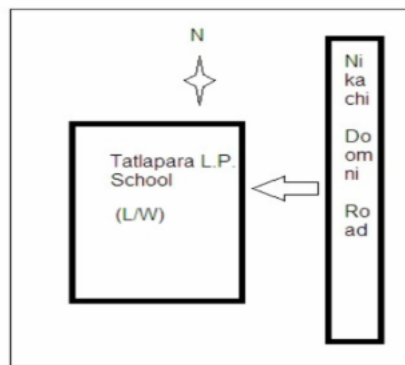 N
Tatlapara L.P.
School
(L/W)
Ni
ka
chi
Do
om
ni
Ro
ad